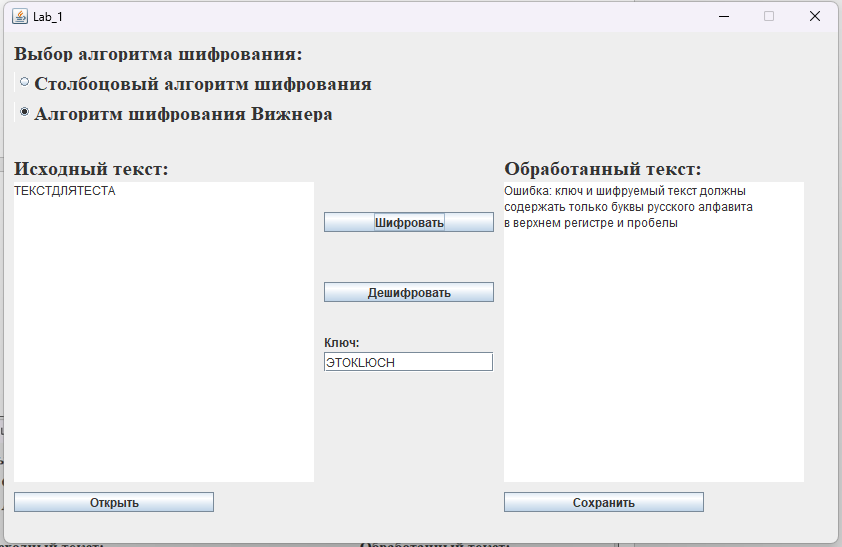 Lab_1
Выбор алгоритма шифрования:
Столбцовый алгоритм шифрования
Алгоритм шифрования Вижнера
Исходный текст:
ТЕКСТДЛЯТЕСТА
Шифровать
Дешифровать
Ключ:
ЭТОКLЮСН
Открыть
Обработанный текст:
Ошибка: ключ и шифруемый текст должны
содержать только буквы русского алфавита
в верхнем регистре и пробелы
Сохранить